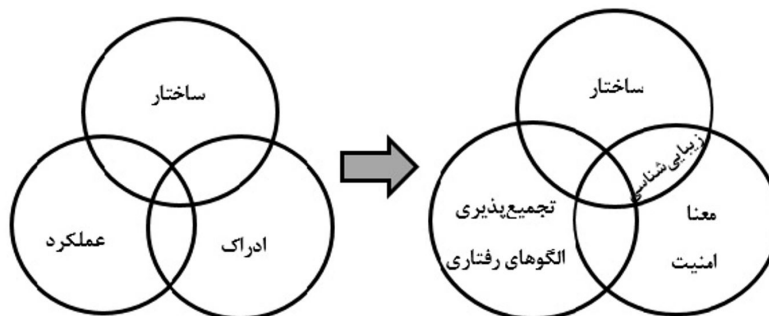 ساختار
ادراک
عملکرد
ساختار
زیبایی‌شناسی
معنا
امنیت
تجمیع‌پذیری
الگوهای رفتاری